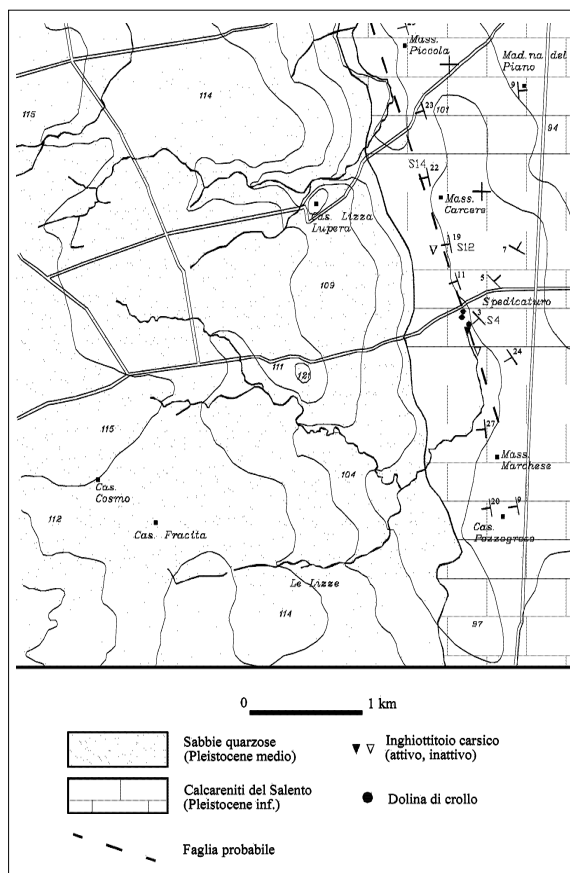 Mass.
Piccola
Mad.na del
Piano
9
115
114
23
101
94
S14
22
Mass.
Carcere
Cas. Lizza
Lupera
19
S12
7
109
11
5
Spedicaturo
3
S4
111
121
24
115
27
Mass.
Marchese
104
Cas.
Cosmo
112
Cas. Fracita
20
9
Cas.
Pozzogroso
Le Lizze
114
97
0 1 km
Sabbie quarzose
(Pleistocene medio)
Inghiottitoio carsico
(attivo, inattivo)
Calcareniti del Salento
(Pleistocene inf.)
Dolina di crollo
Faglia probabile